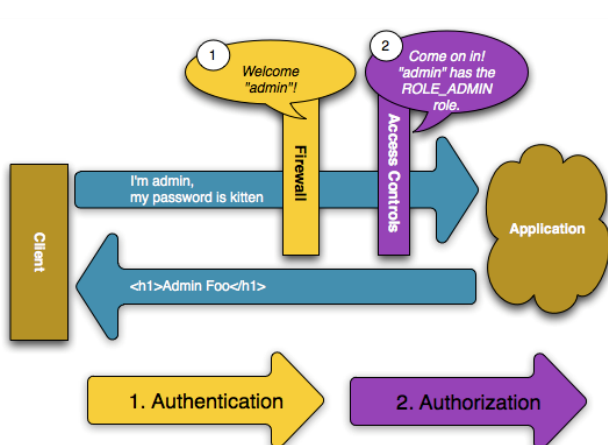 1
Welcome
"admin"!
2
Come on in!
"admin" has the
ROLE_ADMIN
role.
Client
I'm admin,
my password is kitten
Firewall
Access Controls
Application
<h1>Admin Foo</h1>
1. Authentication
2. Authorization